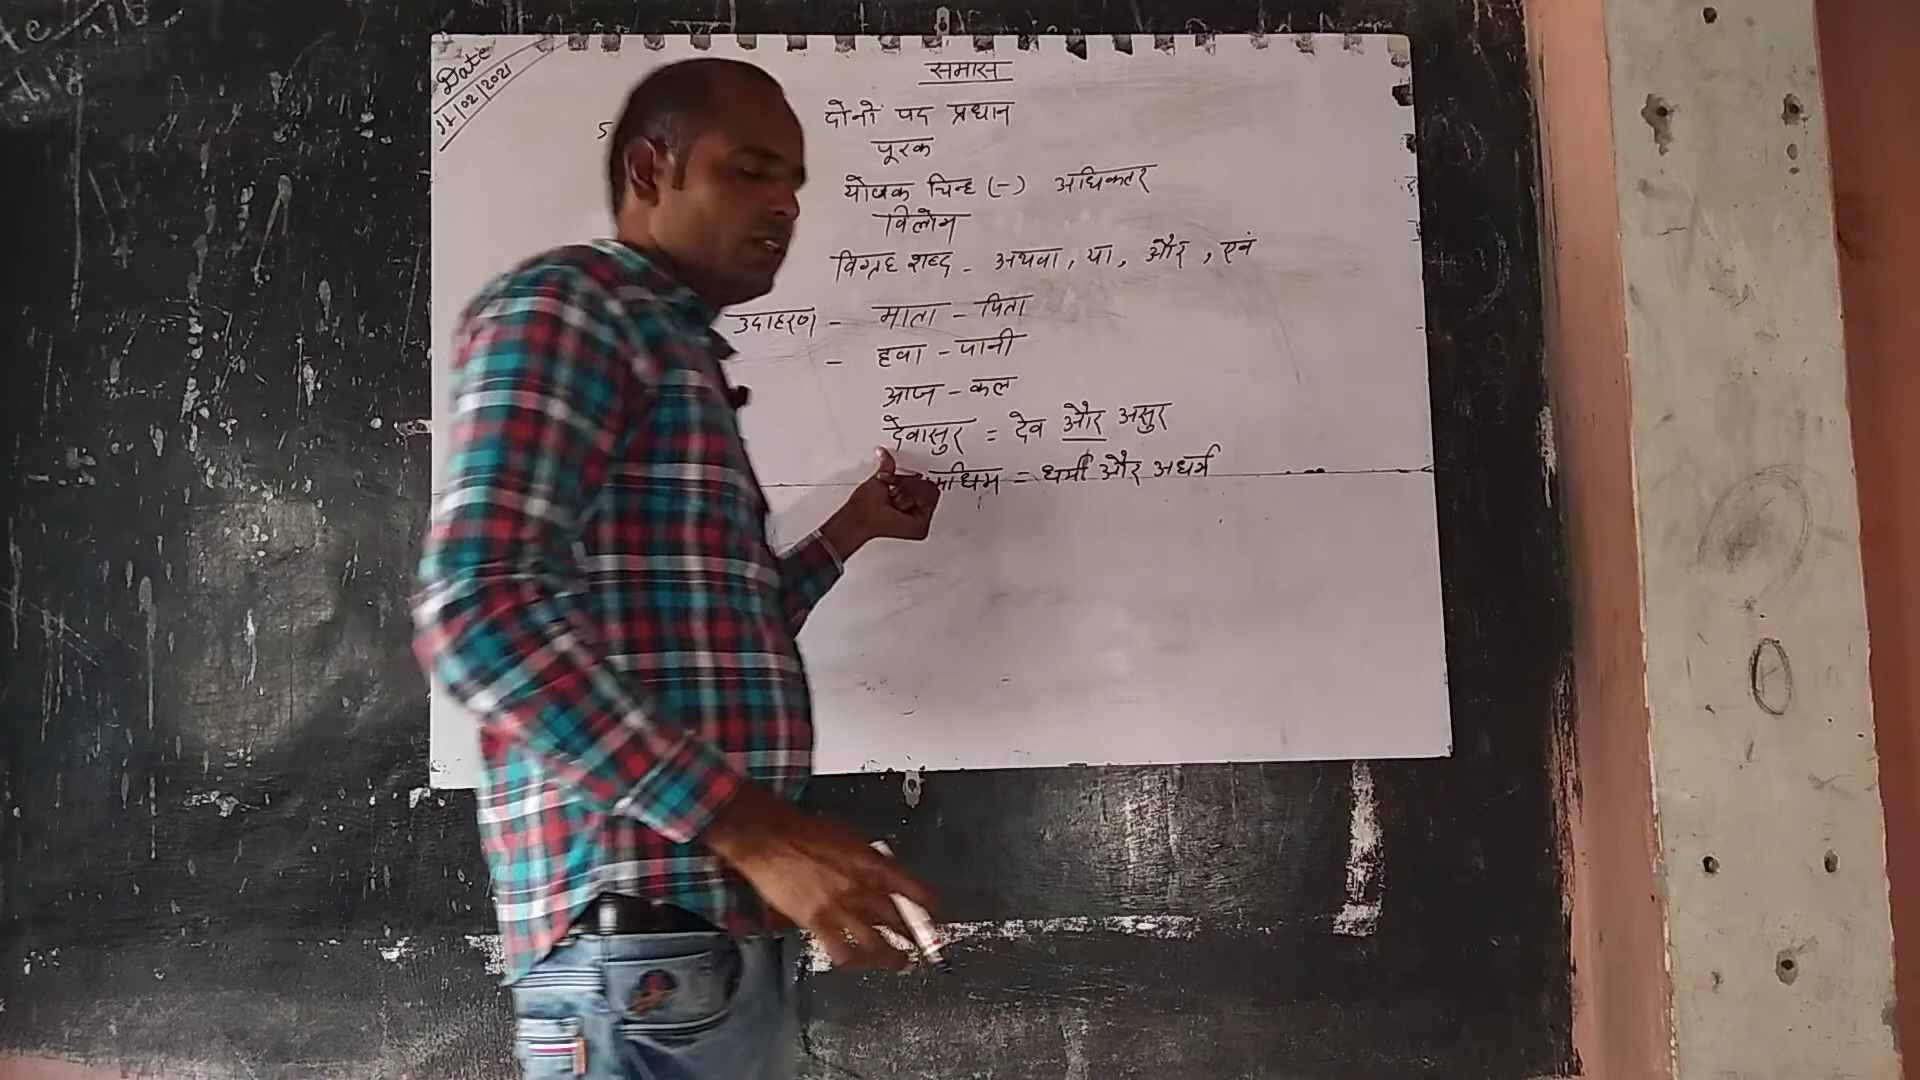 Date
11/02/2021
समास
5
दोनों पद प्रधान
पूरक
योजक चिन्ह (-) अधिकतर
विलोम
विग्रह शब्द - अथवा, या, और, एवं
उदाहरण - माता - पिता
- हवा - पानी
आज - कल
देवासुर = देव और असुर
= धर्म और अधर्म